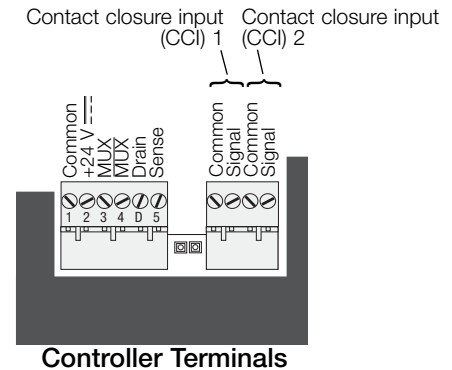 Contact closure input
(CCI) 1
Contact closure input
(CCI) 2
Common
+24 V
MUX
MUX
Drain
Sense
Common
Signal
Common
Signal
1 2 3 4 D 5
Controller Terminals